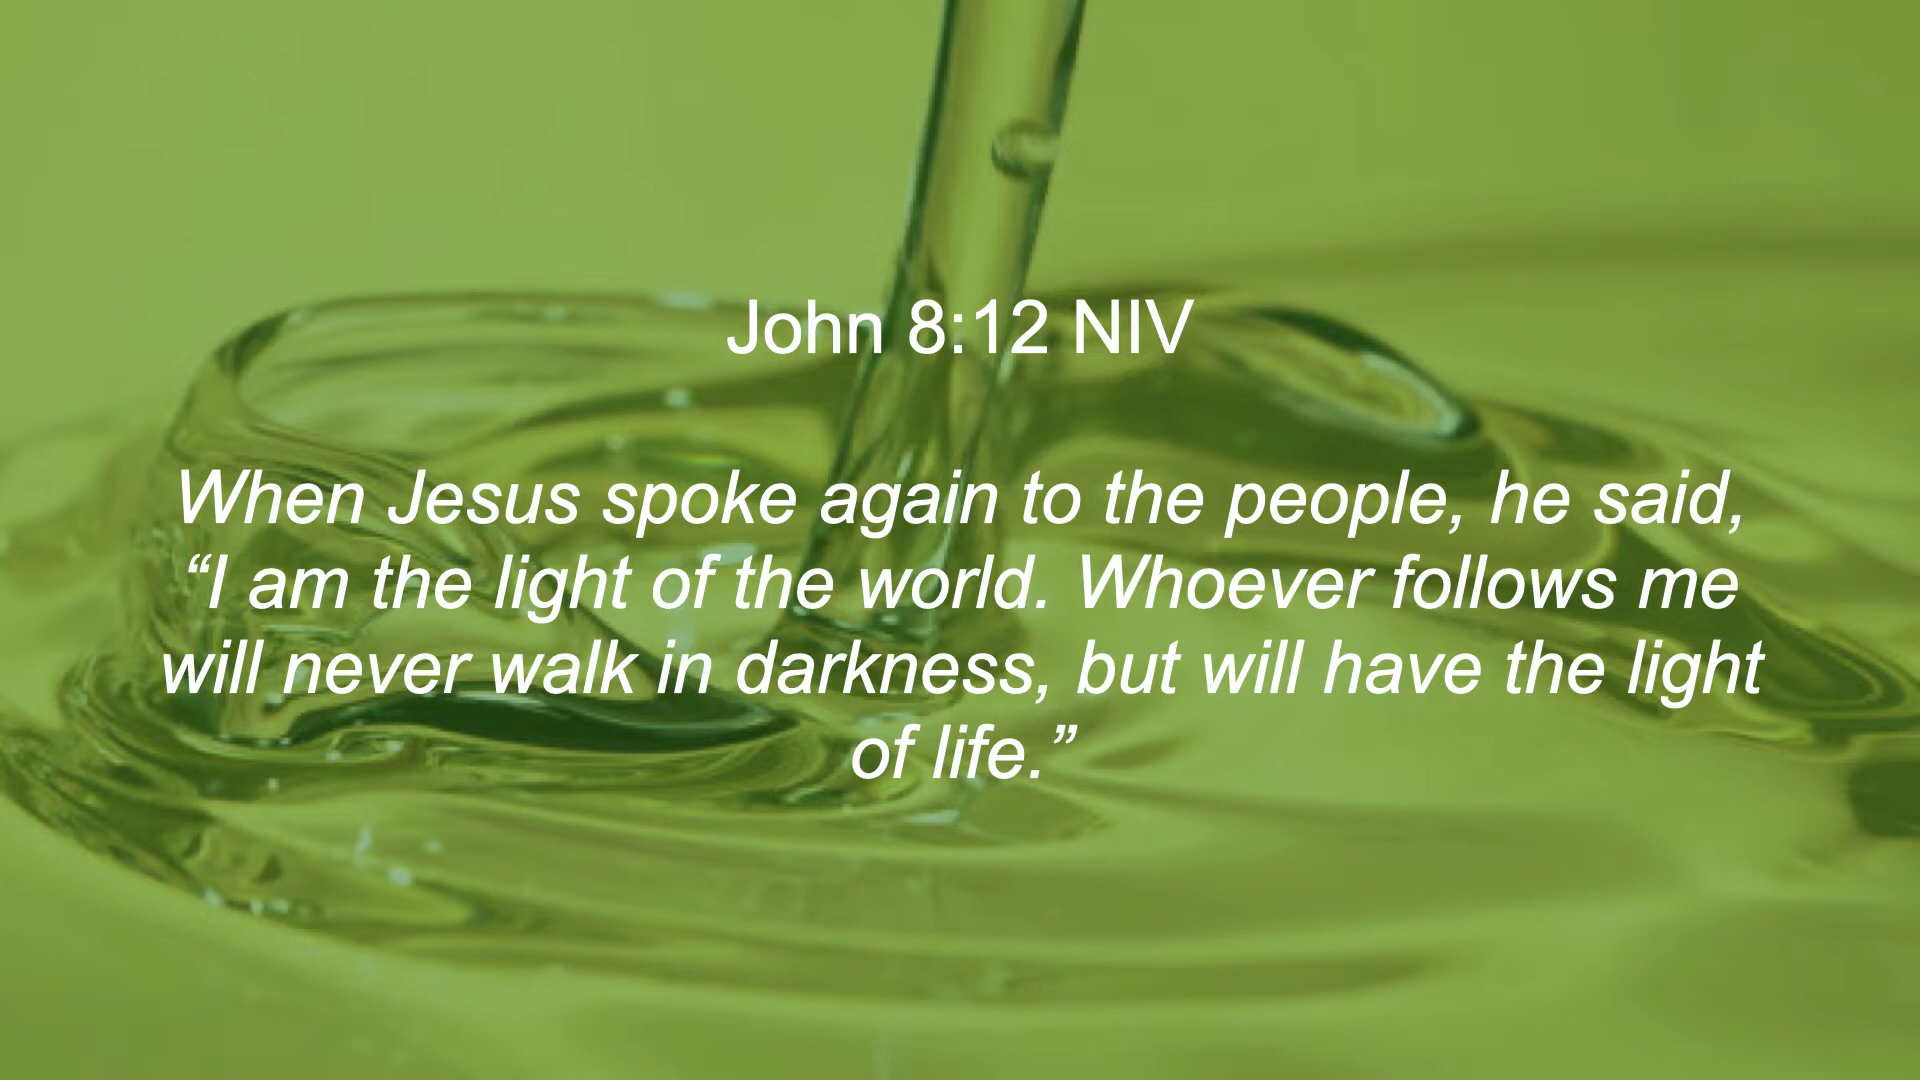 John 8:12 NIV
When Jesus spoke again to the people, he said,
“I am the light of the world. Whoever follows me
will never walk in darkness, but will have the light
of life.”